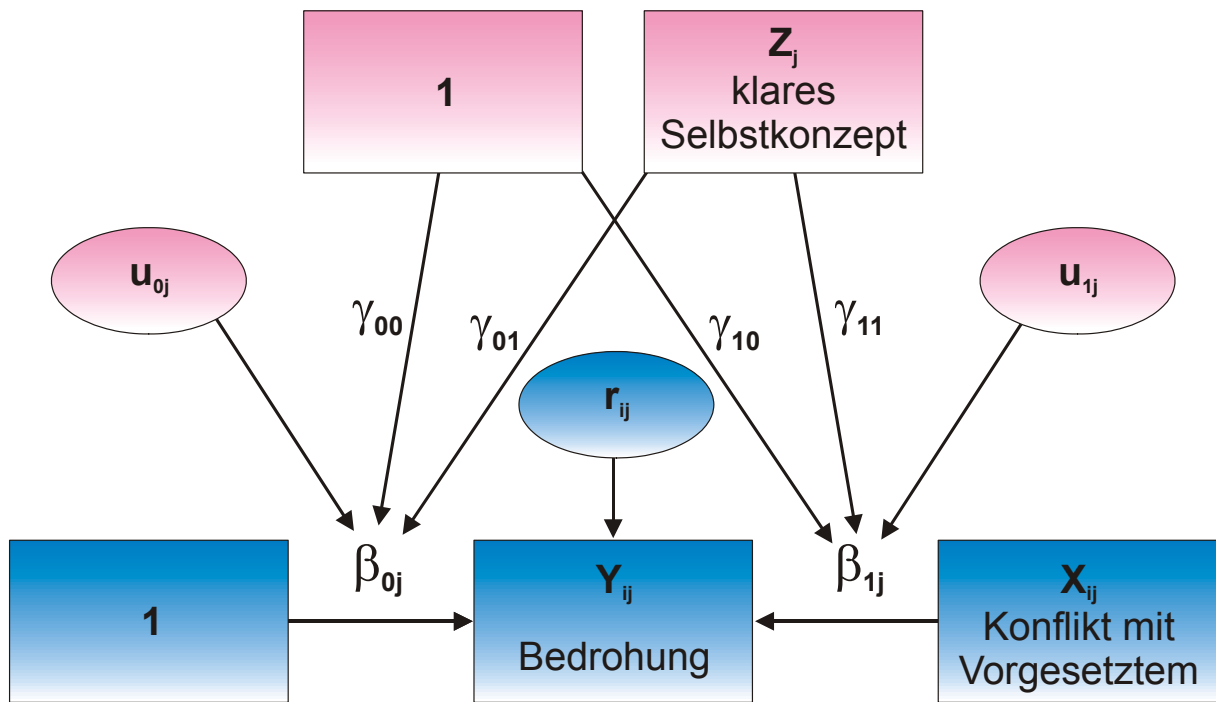 1
Zj
klares
Selbstkonzept
u0j
u1j
γ00
γ01
γ10
γ11
rij
β0j
β1j
1
Yij
Bedrohung
Xij
Konflikt mit
Vorgesetztem